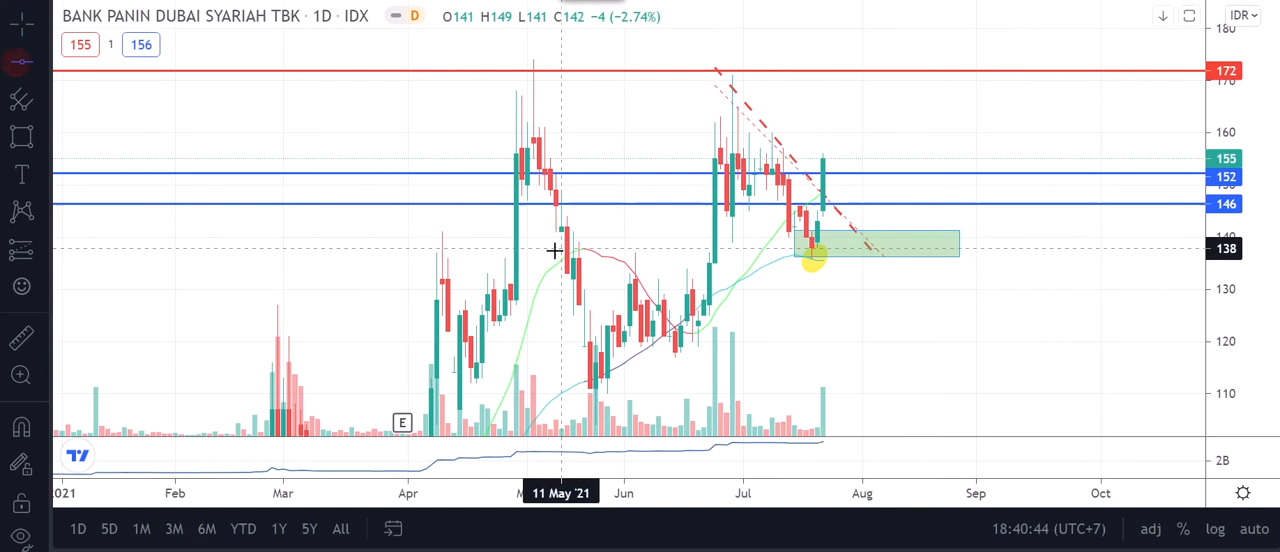 BANK PANIN DUBAI SYARIAH TBK · 1D · IDX D O141 H149 L141 C142 −4 (−2.74%) IDR
155 1 156
180
172
170
160
155
152
146
140
138
130
120
110
E
2B
2021 Feb Mar Apr 11 May '21 Jun Jul Aug Sep Oct
1D 5D 1M 3M 6M YTD 1Y 5Y All 18:40:44 (UTC+7) adj % log auto